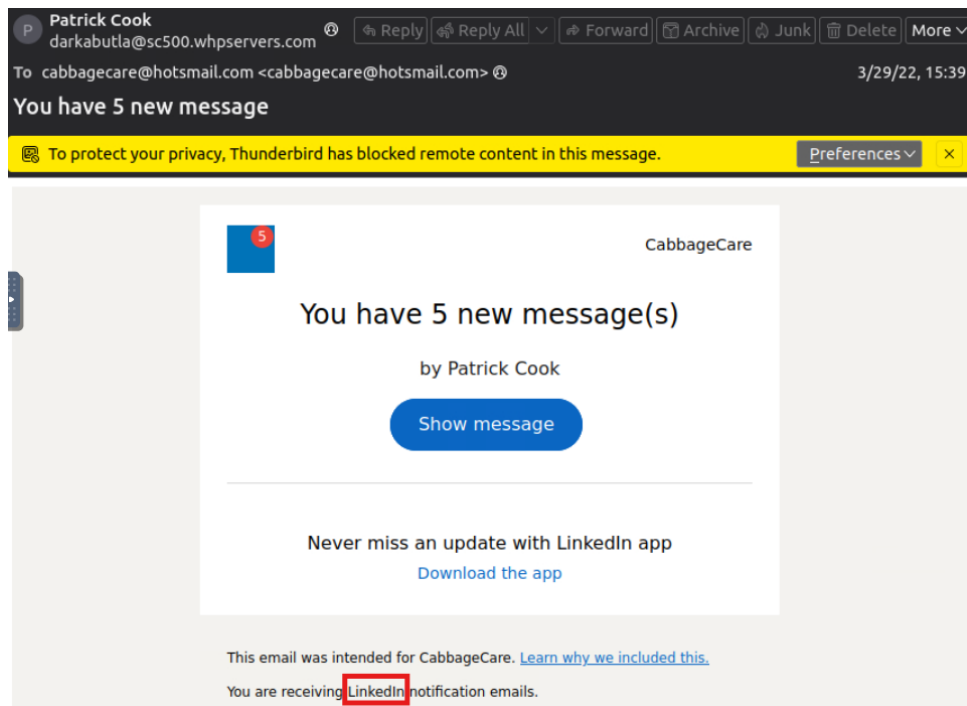 P
Patrick Cook
darkabutla@sc500.whpservers.com
Reply Reply All Forward Archive Junk Delete More
To cabbagecare@hotsmail.com <cabbagecare@hotsmail.com> 3/29/22, 15:39
You have 5 new message
To protect your privacy, Thunderbird has blocked remote content in this message. Preferences
5
CabbageCare
You have 5 new message(s)
by Patrick Cook
Show message
Never miss an update with LinkedIn app
Download the app
This email was intended for CabbageCare. Learn why we included this.
You are receiving LinkedIn notification emails.